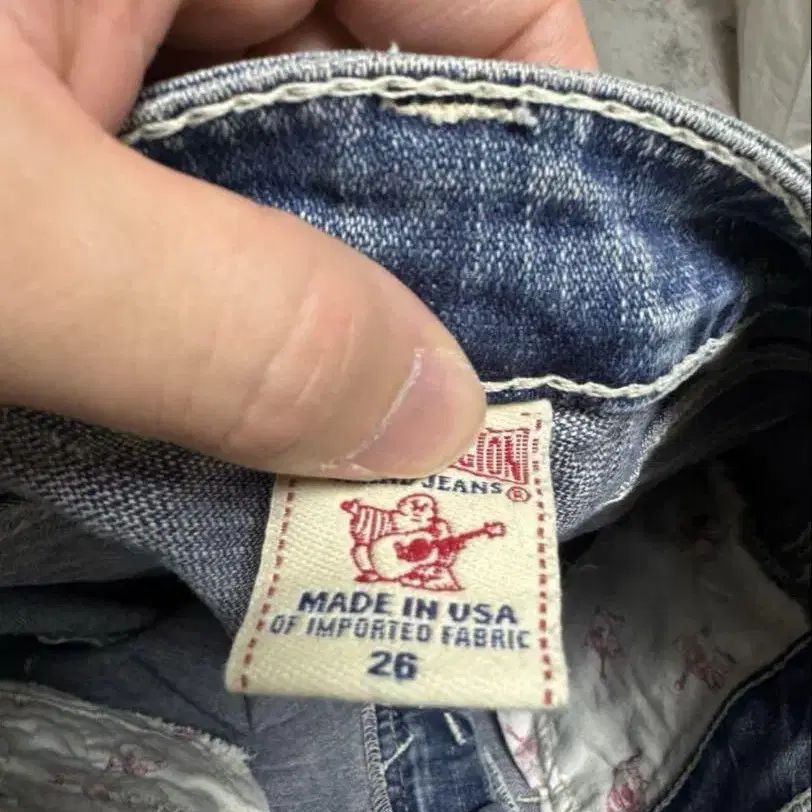 JEANS®
MADE IN USA
OF IMPORTED FABRIC
26